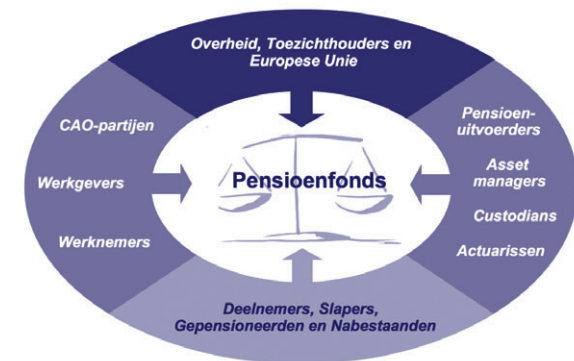 Overheid, Toezichthouders en
Europese Unie
CAO-partijen
Werkgevers
Werknemers
Pensioenfonds
Pensioen-
uitvoerders
Asset
managers
Custodians
Actuarissen
Deelnemers, Slapers,
Gepensioneerden en Nabestaanden